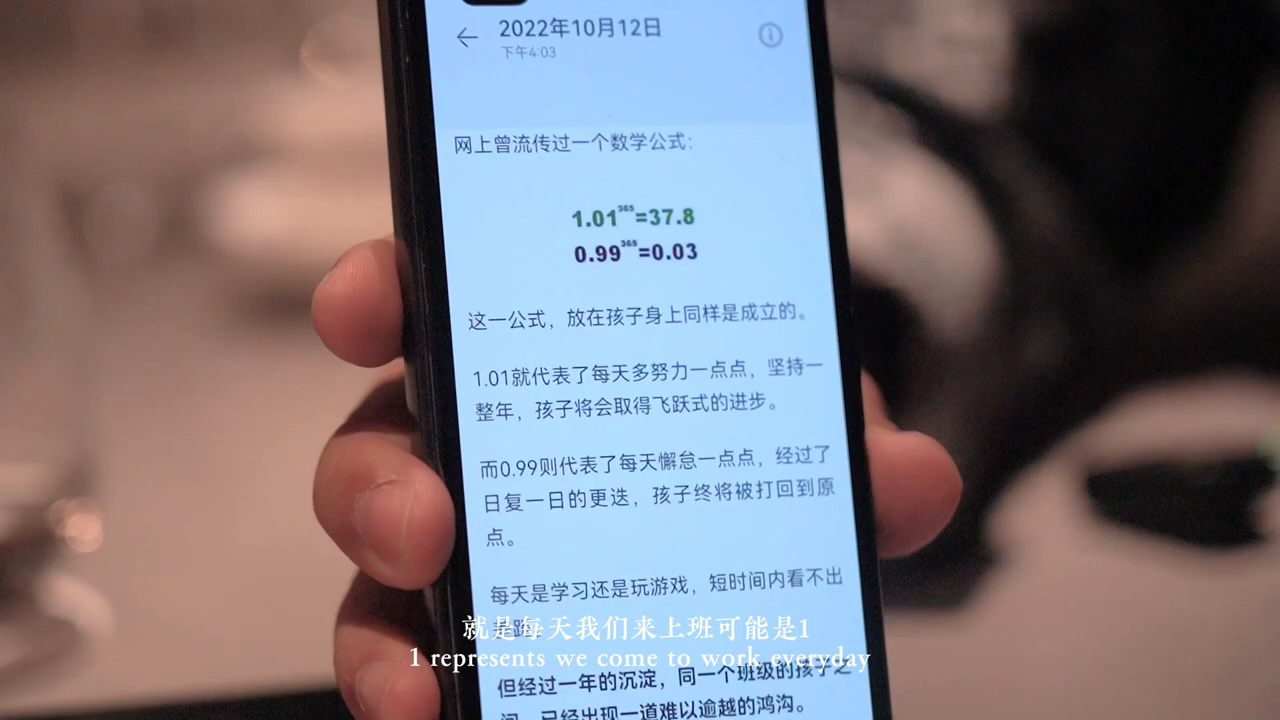 2022年10月12日
下午4:03
网上曾流传过一个数学公式:
1.01³⁶⁵=37.8
0.99³⁶⁵=0.03
这一公式，放在孩子身上同样是成立的。
1.01就代表了每天多努力一点点，坚持一
整年，孩子将会取得飞跃式的进步。
而0.99则代表了每天懈怠一点点，经过了
日复一日的更迭，孩子终将被打回到原
点。
每天是学习还是玩游戏，短时间内看不出
就是每天我们来上班可能是1
1 represents we come to work everyday
但经过一年的沉淀，同一个班级的孩子之
间，已经出现一道难以逾越的鸿沟。